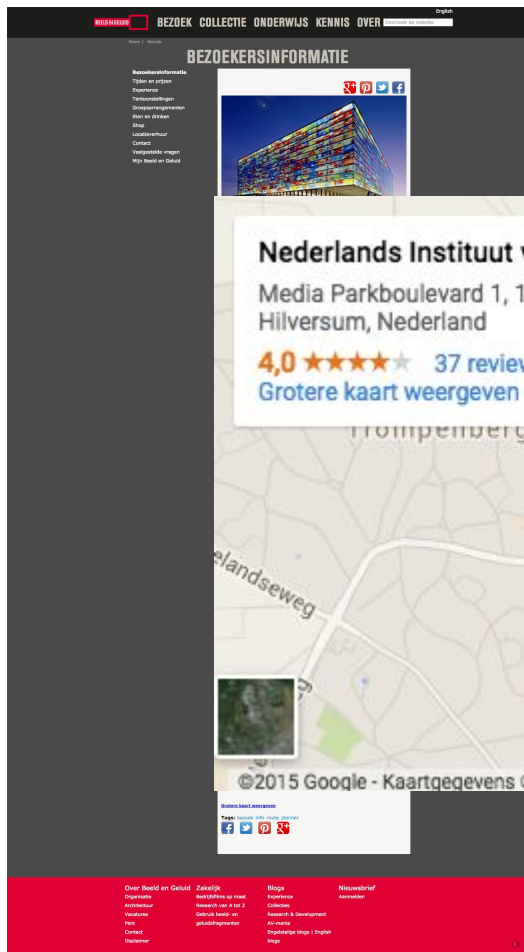 English
BEELD EN GELUID
BEZOEK COLLECTIE ONDERWIJS KENNIS OVER
Doorzoek de website
Home / Bezoek
BEZOEKERSINFORMATIE
Bezoekersinformatie
Tijden en prijzen
Experience
Tentoonstellingen
Groepsarrangementen
Eten en drinken
Shop
Locatieverhuur
Contact
Veelgestelde vragen
Mijn Beeld en Geluid
Nederlands Instituut v
Media Parkboulevard 1, 1
Hilversum, Nederland
4,0 37 review
Grotere kaart weergeven
Trompenberg
elandseweg
©2015 Google - Kaartgegevens ©
Grotere kaart weergeven
Tags: bezoek info route planner
Over Beeld en Geluid
Organisatie
Architectuur
Vacatures
Pers
Contact
Disclaimer
Zakelijk
Bedrijfsfilms op maat
Research van A tot Z
Gebruik beeld- en
geluidsfragmenten
Blogs
Experience
Collecties
Research & Development
AV-mania
Engelstalige blogs | English
blogs
Nieuwsbrief
Aanmelden